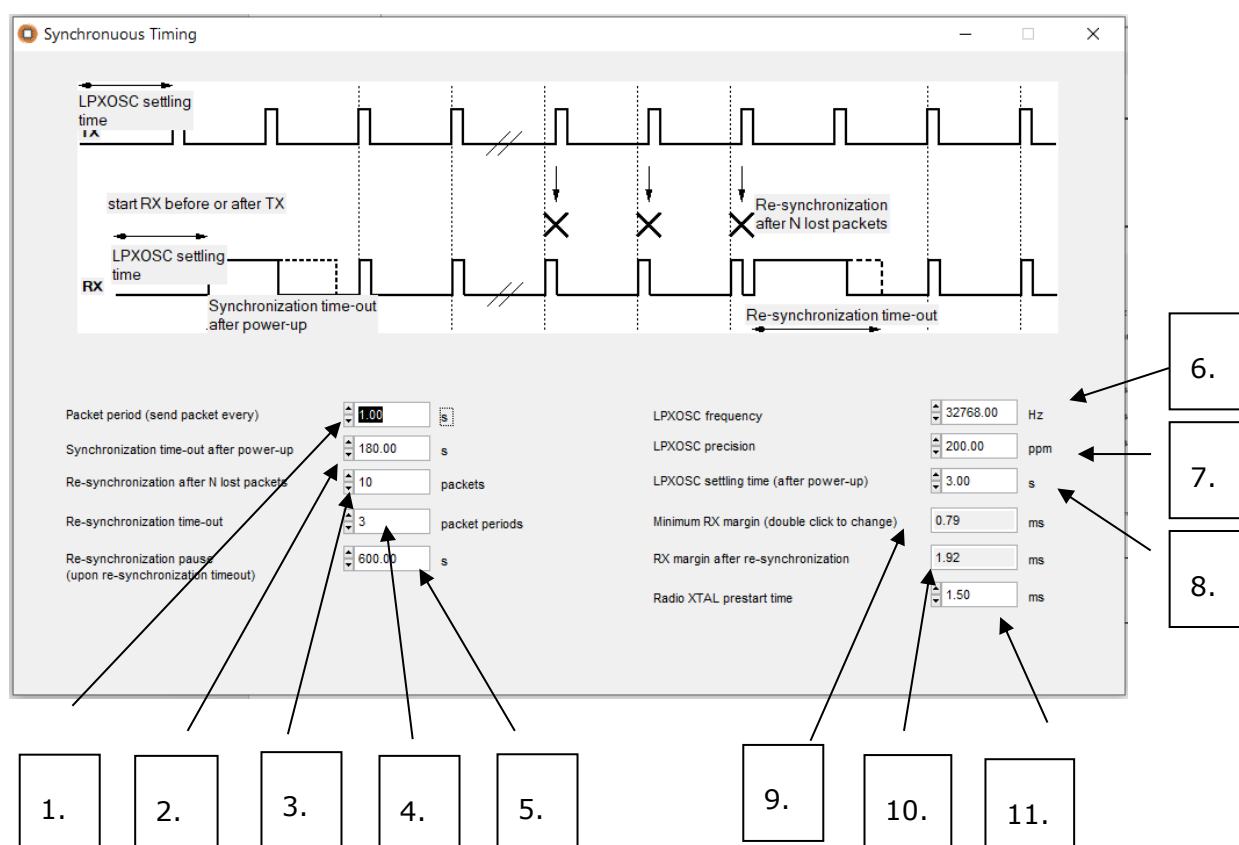 Synchronuous Timing
LPXOSC settling
time
TX
start RX before or after TX
Re-synchronization
after N lost packets
LPXOSC settling
time
RX
Synchronization time-out
.after power-up
Re-synchronization time-out
Packet period (send packet every) 1.00 s
Synchronization time-out after power-up 180.00 s
Re-synchronization after N lost packets 10 packets
Re-synchronization time-out 3 packet periods
Re-synchronization pause 600.00 s
(upon re-synchronization timeout)
LPXOSC frequency 32768.00 Hz
LPXOSC precision 200.00 ppm
LPXOSC settling time (after power-up) 3.00 s
Minimum RX margin (double click to change) 0.79 ms
RX margin after re-synchronization 1.92 ms
Radio XTAL prestart time 1.50 ms
6.
7.
8.
1. 2. 3. 4. 5. 9. 10. 11.